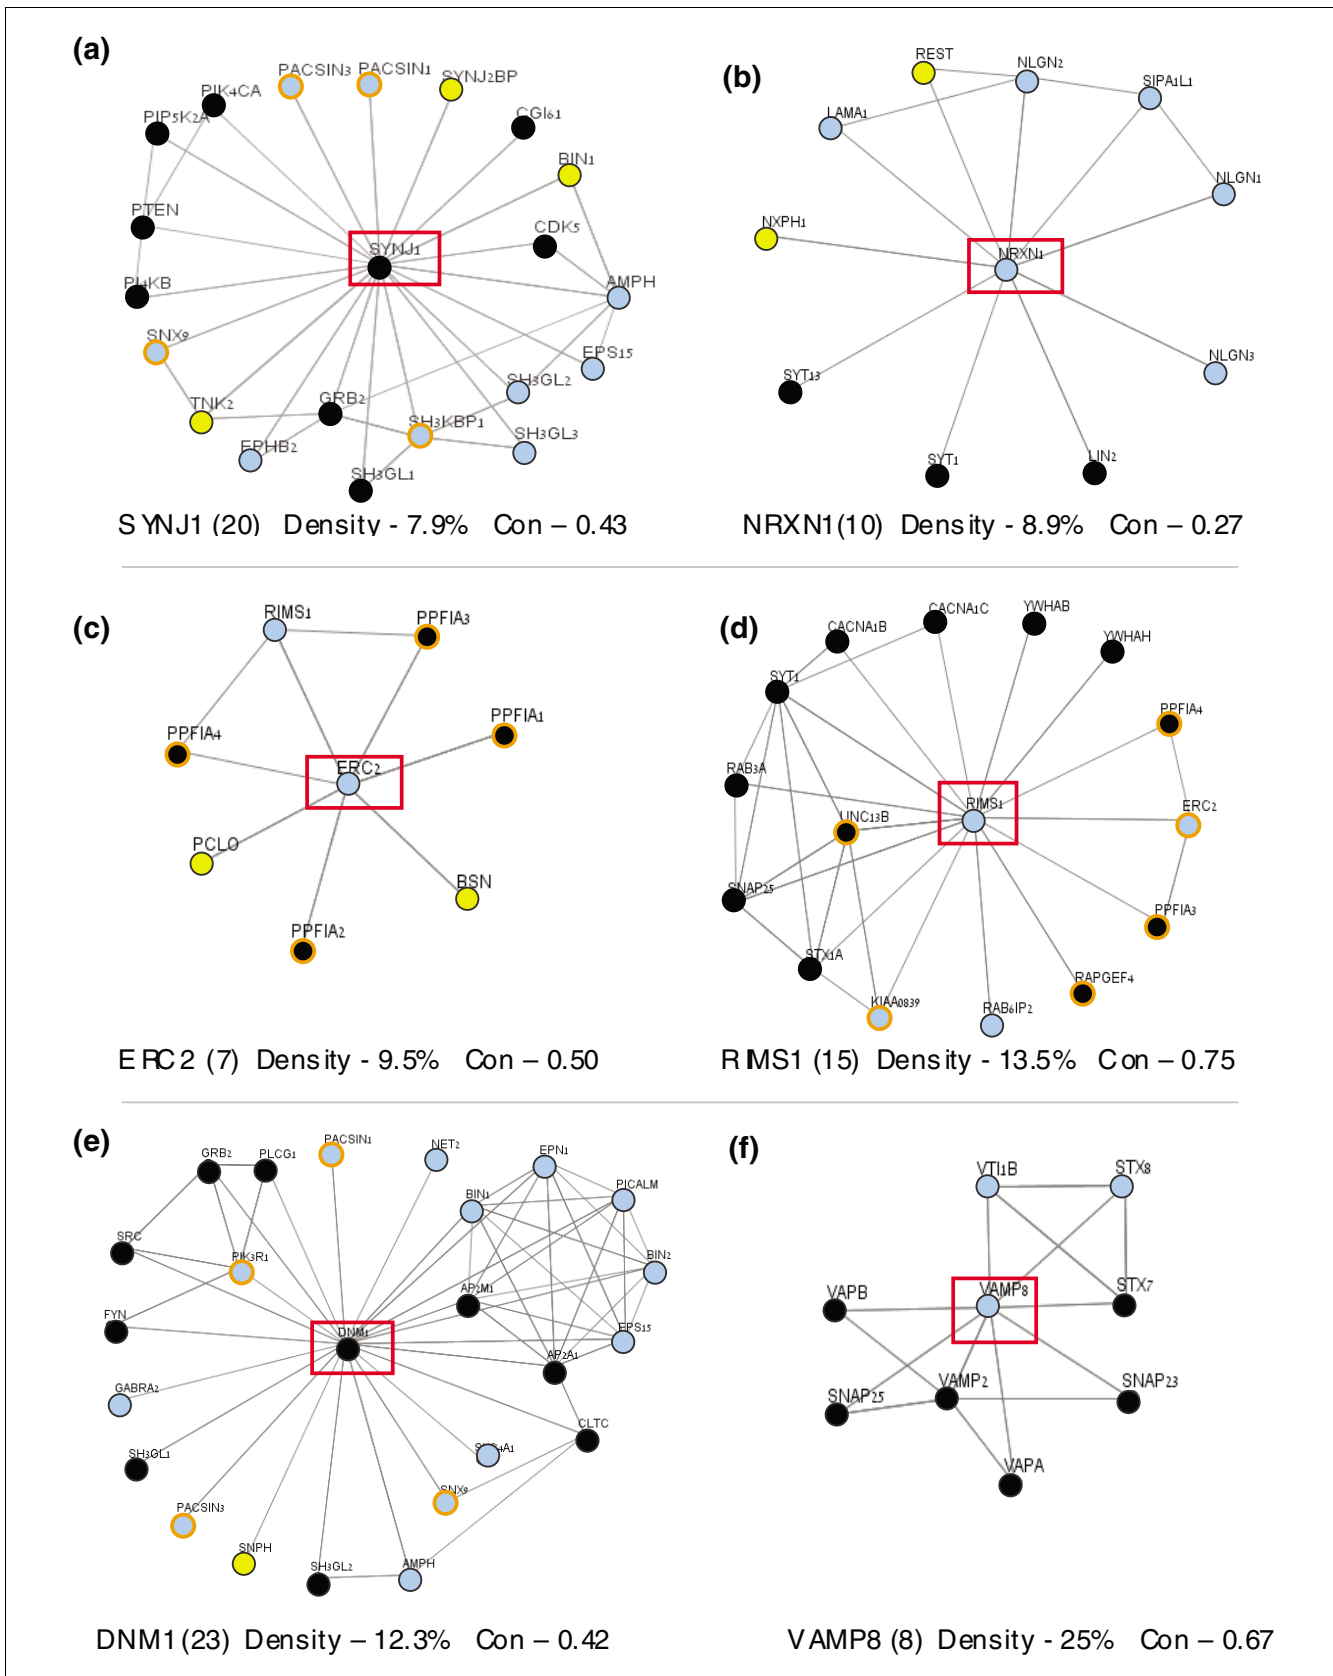 (a)
PACSIN3
PACSIN1
SYNJ2BP
PIK4CA
PIP5K2A
CGI61
BIN1
PTEN
CDK5
SYNJ1
PI4KB
AMPH
SNX9
EPS15
SH3GL2
TNK2
GRB2
SH3KBP1
EPHB2
SH3GL3
SH3GL1
SYNJ1 (20) Density - 7.9% Con – 0.43
(b)
REST
NLGN2
SIPA1L1
LAMA1
NLGN1
NXPH1
NRXN1
NLGN3
SYT13
SYT1
LIN2
NRXN1(10) Density - 8.9% Con – 0.27
(c)
RIMS1
PPFIA3
PPFIA1
PPFIA4
ERC2
PCLO
BSN
PPFIA2
ERC2 (7) Density - 9.5% Con – 0.50
(d)
CACNA1C
YWHAB
CACNA1B
YWHAH
SYT1
PPFIA4
RAB3A
RIMS1
ERC2
UNC13B
SNAP25
PPFIA3
STX1A
RAPGEF4
KIAA0839
RAB6IP2
RIMS1 (15) Density - 13.5% Con – 0.75
(e)
PACSIN1
NET2
GRB2
PLCG1
EPN1
BIN1
PICALM
SRC
PIK3R1
BIN2
AP2M1
FYN
DNM1
EPS15
AP2A1
GABRA2
CLTC
SH3GL1
SNX9
PACSIN3
SNPH
SH3GL2
AMPH
DNM1(23) Density – 12.3% Con – 0.42
(f)
VTI1B
STX8
VAMP8
STX7
VAPB
SNAP25
VAMP2
SNAP23
VAPA
VAMP8 (8) Density - 25% Con – 0.67